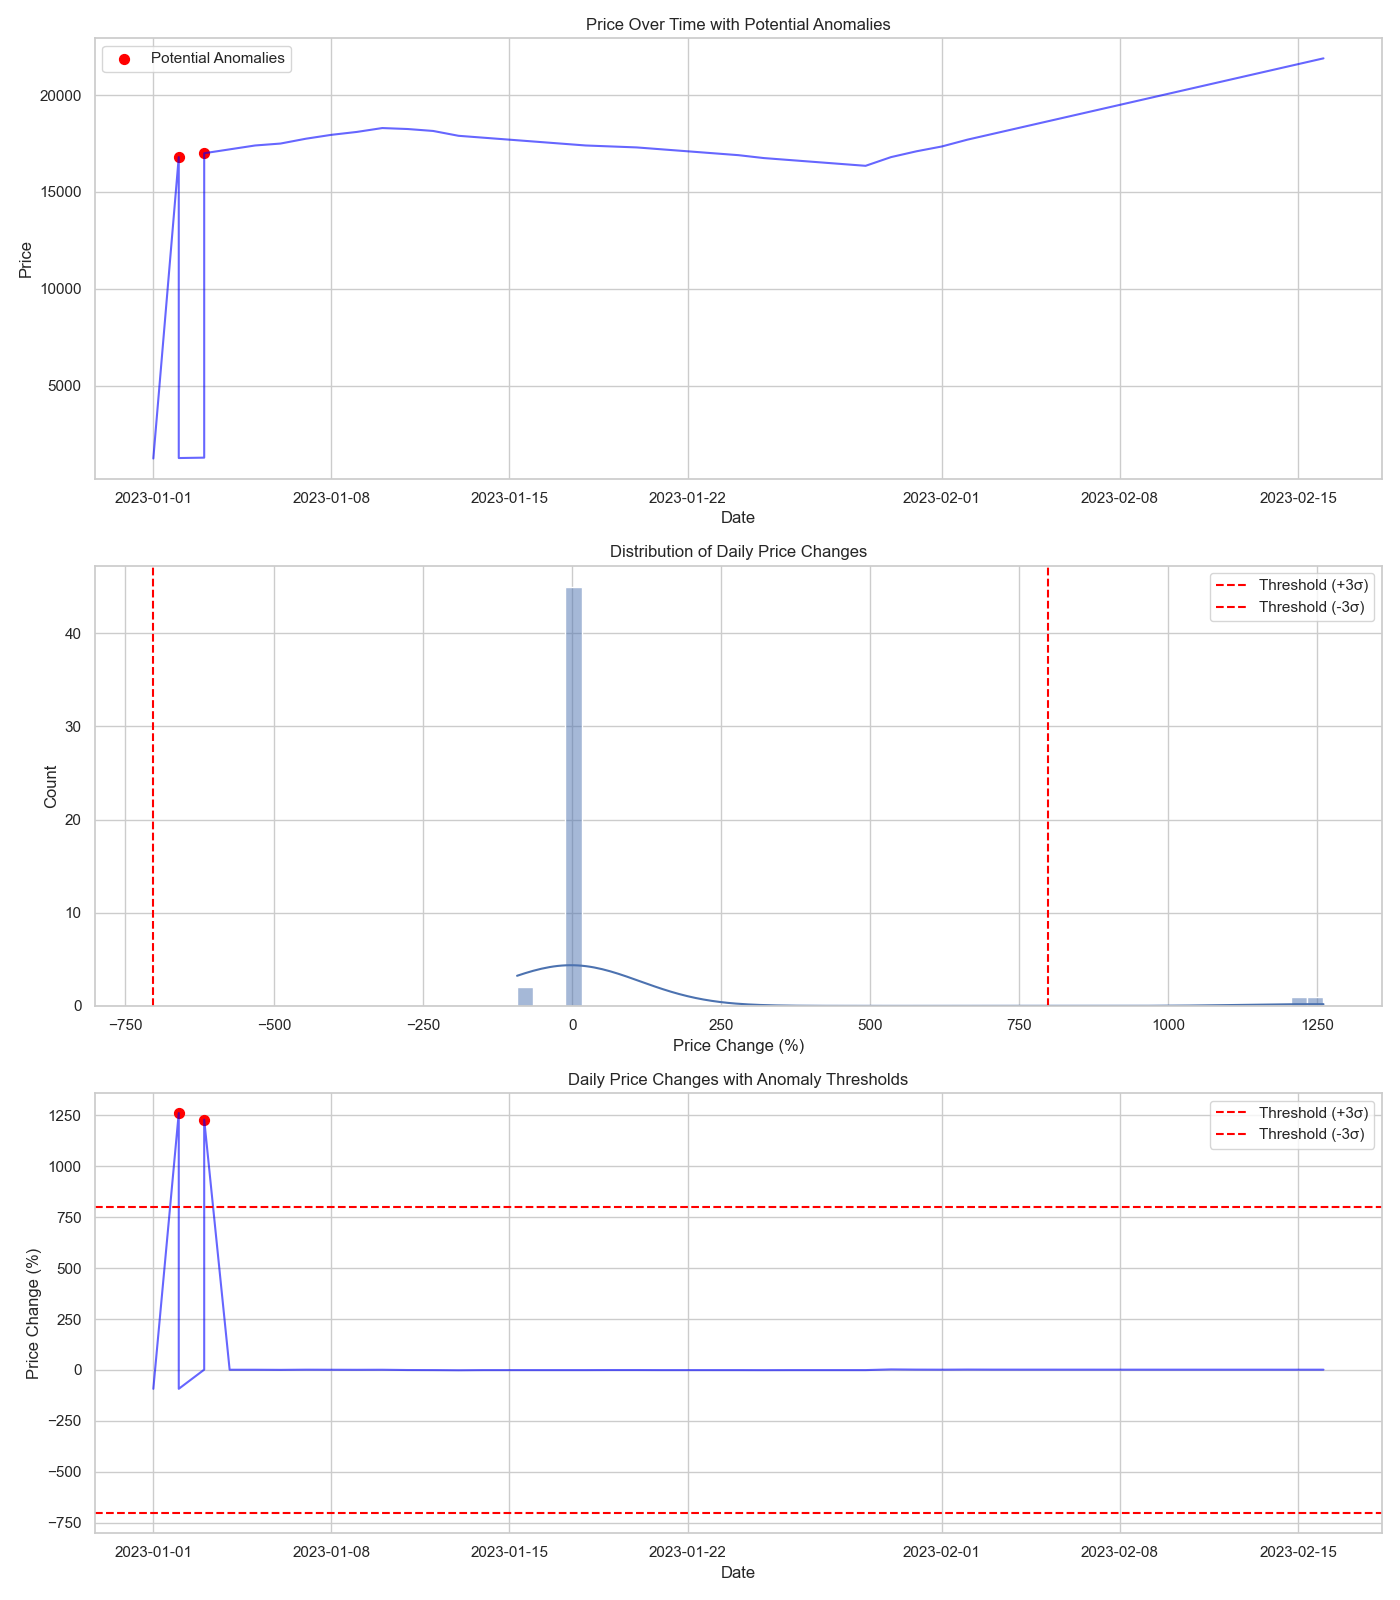 Price Over Time with Potential Anomalies
Potential Anomalies
Price
20000
15000
10000
5000
2023-01-01 2023-01-08 2023-01-15 2023-01-22 2023-02-01 2023-02-08 2023-02-15
Date
Distribution of Daily Price Changes
Threshold (+3σ)
Threshold (-3σ)
Count
40
30
20
10
0
−750 −500 −250 0 250 500 750 1000 1250
Price Change (%)
Daily Price Changes with Anomaly Thresholds
Threshold (+3σ)
Threshold (-3σ)
Price Change (%)
1250
1000
750
500
250
0
−250
−500
−750
2023-01-01 2023-01-08 2023-01-15 2023-01-22 2023-02-01 2023-02-08 2023-02-15
Date